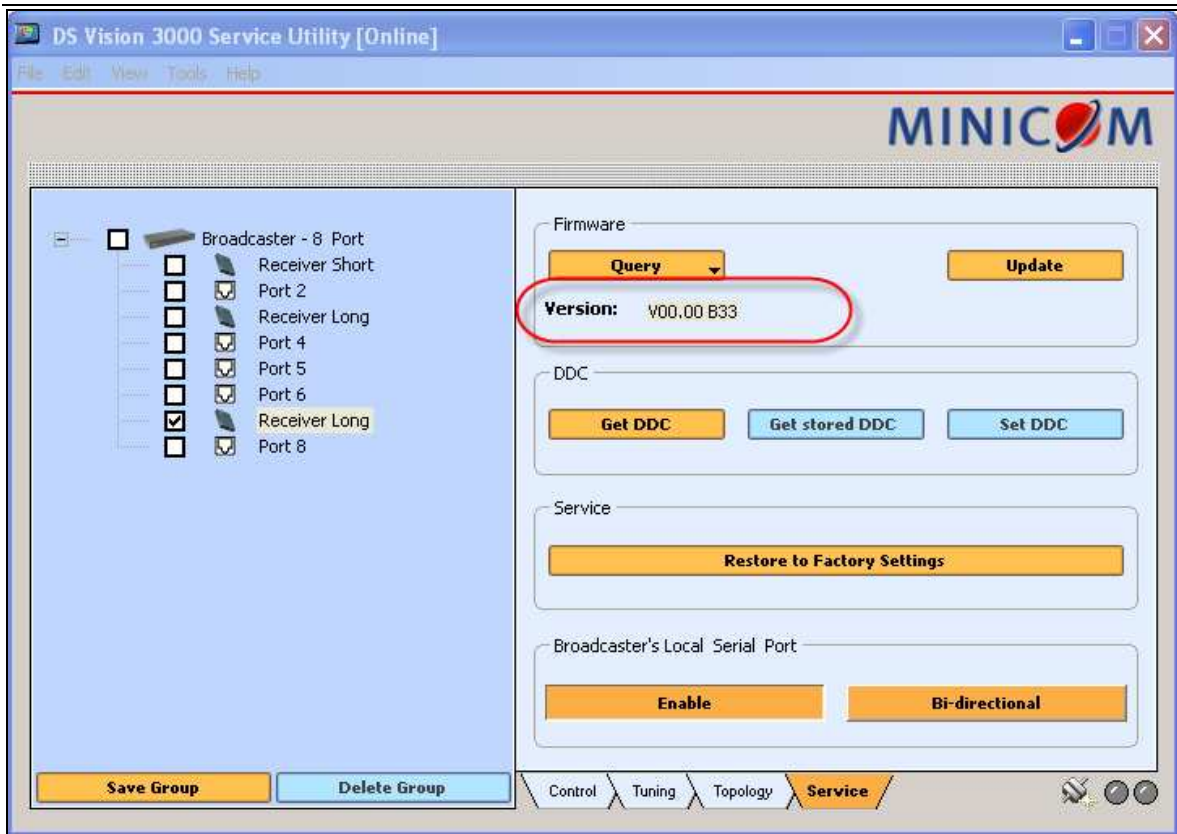 DS Vision 3000 Service Utility [Online]
File Edit View Tools Help
MINICOM
Broadcaster - 8 Port
Receiver Short
Port 2
Receiver Long
Port 4
Port 5
Port 6
Receiver Long
Port 8
Save Group
Delete Group
Firmware
Query
Update
Version: V00.00 B33
DDC
Get DDC
Get stored DDC
Set DDC
Service
Restore to Factory Settings
Broadcaster's Local Serial Port
Enable
Bi-directional
Control
Tuning
Topology
Service